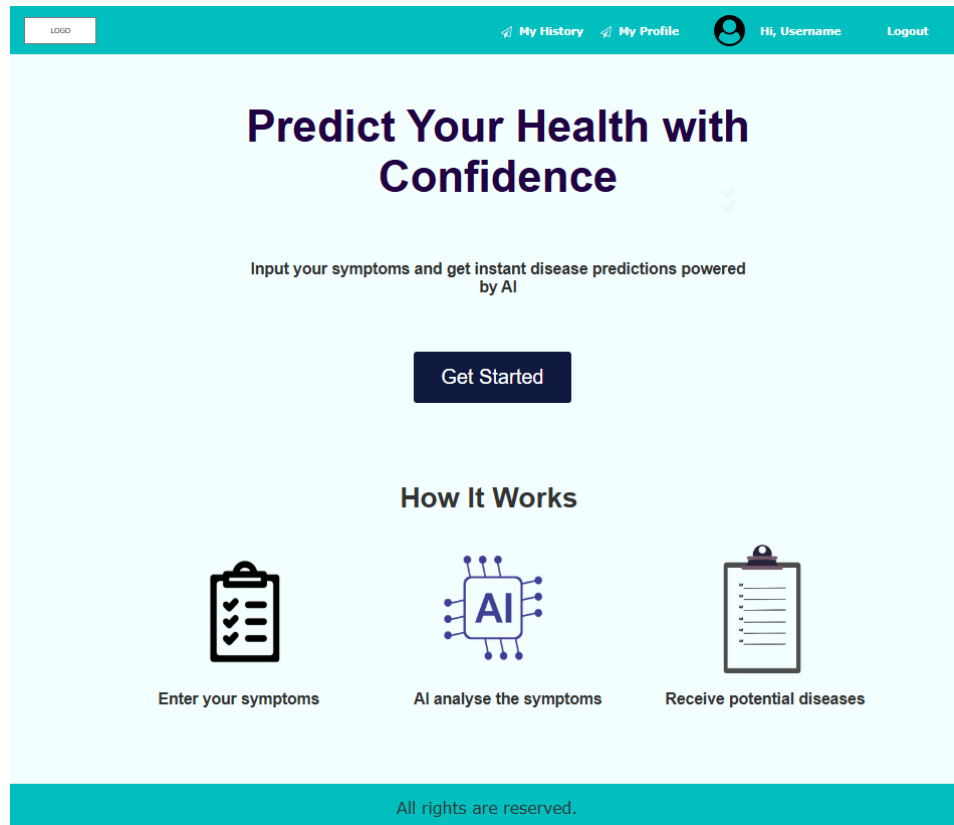 LOGO
My History My Profile Hi, Username Logout
Predict Your Health with
Confidence
Input your symptoms and get instant disease predictions powered
by AI
Get Started
How It Works
AI
Enter your symptoms
AI analyse the symptoms
Receive potential diseases
All rights are reserved.